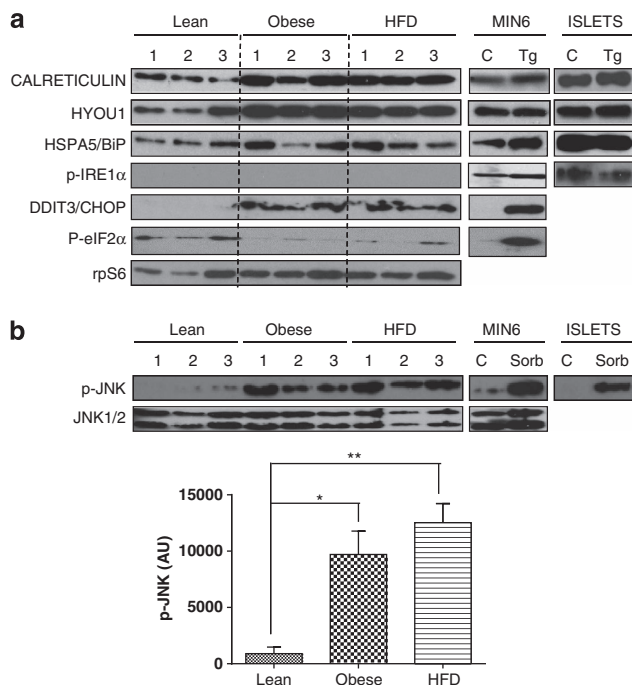 a
Lean Obese HFD MIN6 ISLETS
1 2 3 1 2 3 1 2 3 C Tg C Tg
CALRETICULIN
HYOU1
HSPA5/BiP
p-IRE1α
DDIT3/CHOP
P-eIF2α
rpS6
b
Lean Obese HFD MIN6 ISLETS
1 2 3 1 2 3 1 2 3 C Sorb C Sorb
p-JNK
JNK1/2
**
*
15000
10000
5000
0
p-JNK (AU)
Lean Obese HFD